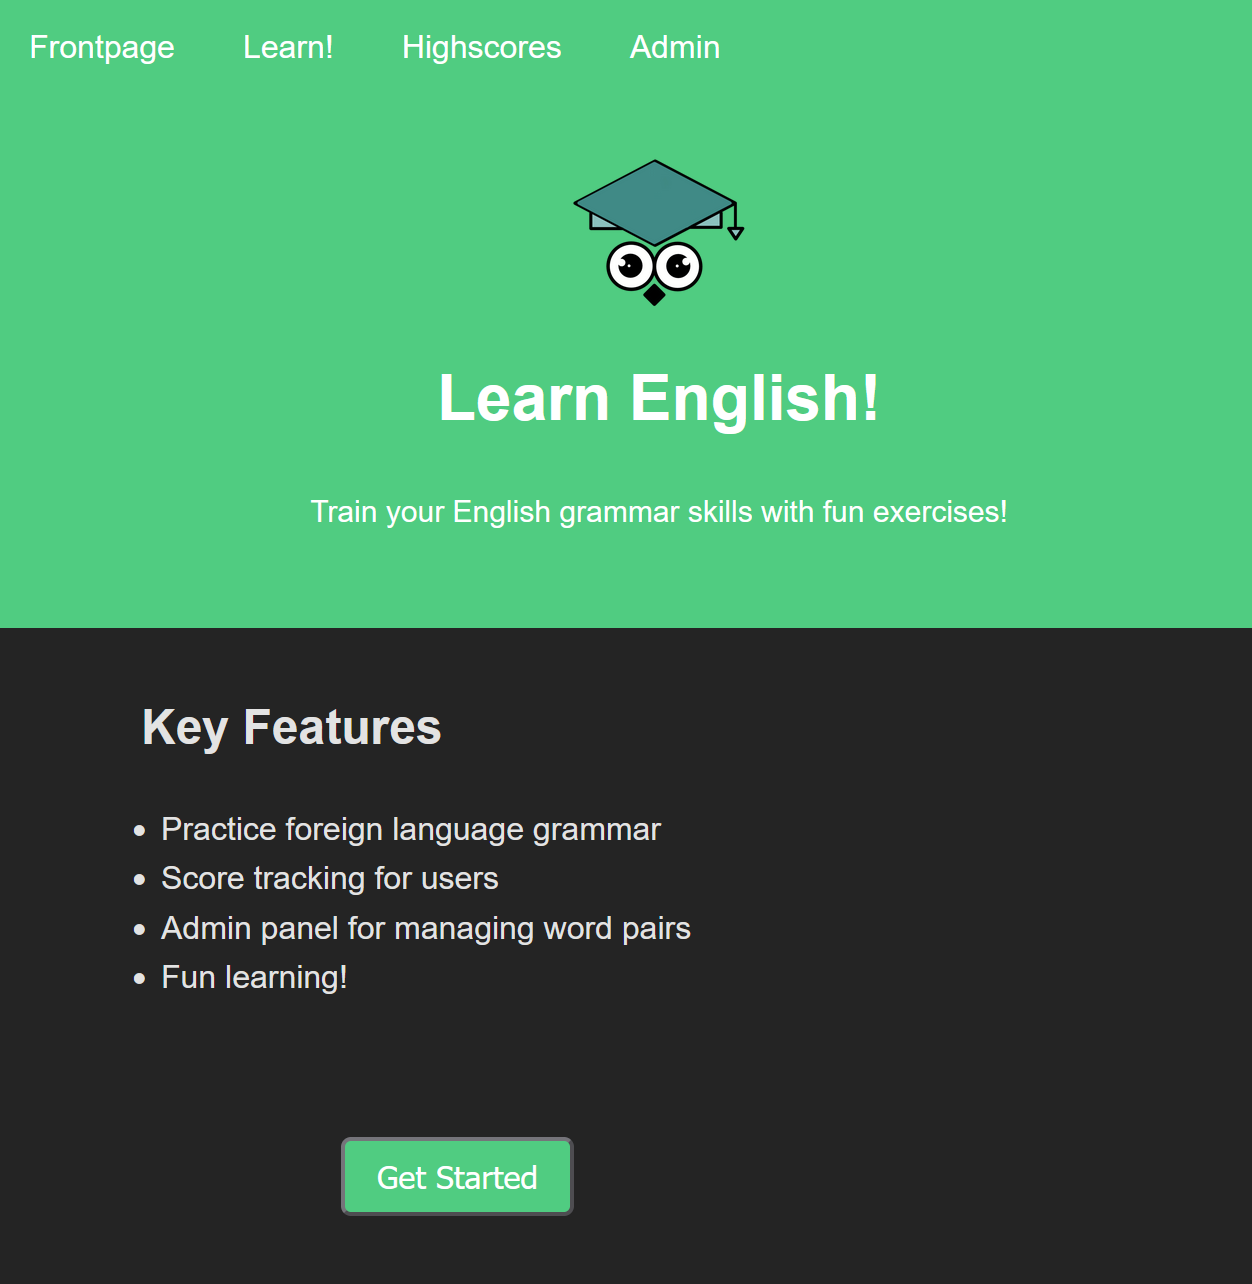 Frontpage Learn! Highscores Admin
Learn English!
Train your English grammar skills with fun exercises!
Key Features
Practice foreign language grammar
Score tracking for users
Admin panel for managing word pairs
Fun learning!
Get Started